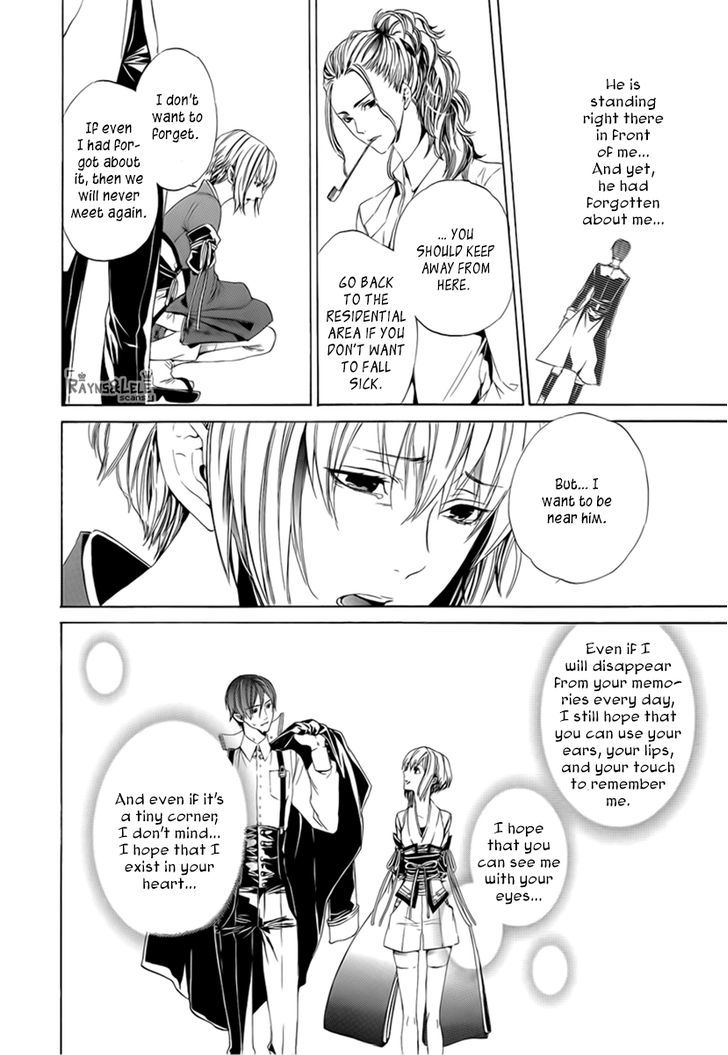 He is
standing
right there
in front
of me...
And yet,
he had
forgotten
about me...
... YOU
SHOULD KEEP
AWAY FROM
HERE.
GO BACK
TO THE
RESIDENTIAL
AREA IF YOU
DON'T WANT
TO FALL
SICK.
I don't
want to
forget.
If even
I had for-
got about
it, then we
will never
meet again.
RAYNS&LELE
scans
But... I
want to be
near him.
Even if I
will disappear
from your memo-
ries every day,
I still hope that
you can use your
ears, your lips,
and your touch
to remember
me.
I hope
that you
can see me
with your
eyes...
And even if it's
a tiny corner,
I don't mind...
I hope that I
exist in your
heart...